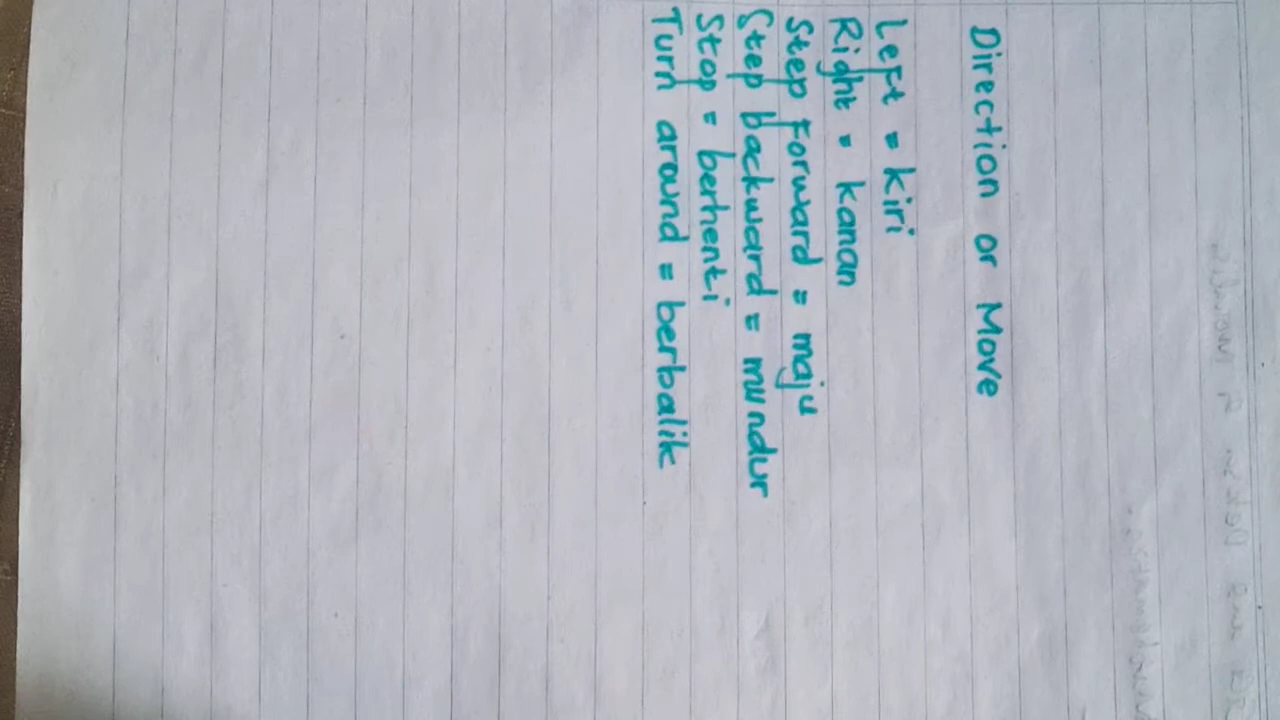 Direction or Move
Left = kiri
Right = kanan
Step Forward = maju
Step backward = mundur
Stop = berhenti
Turn around = berbalik